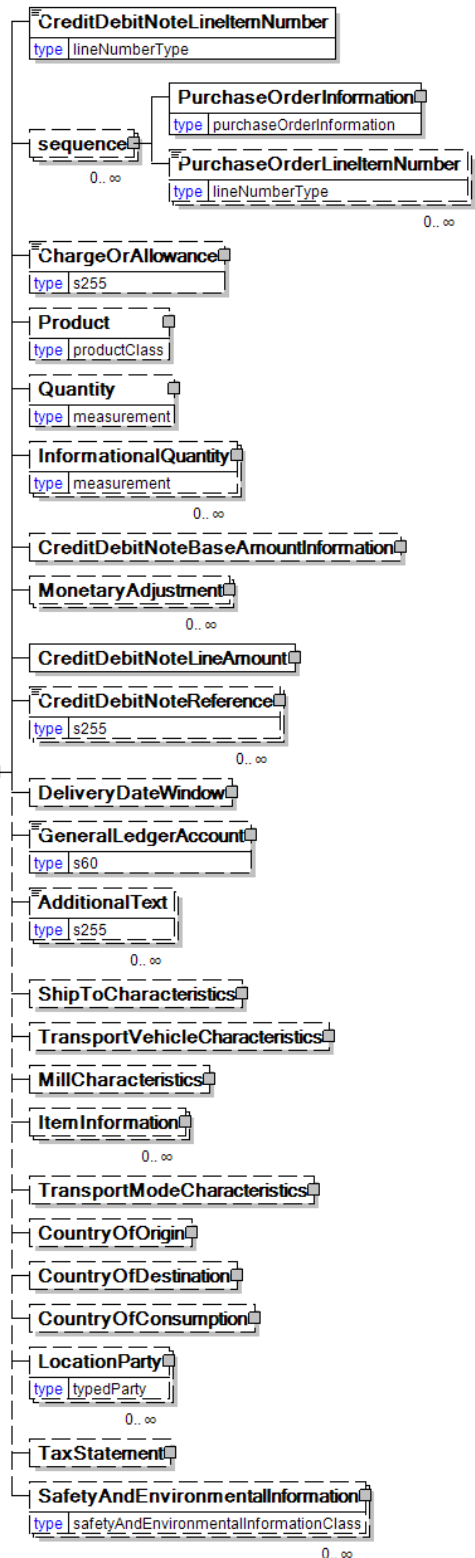 CreditDebitNoteLineItemNumber
type lineNumberType
PurchaseOrderInformation
type purchaseOrderInformation
sequence
0.. ∞
PurchaseOrderLineItemNumber
type lineNumberType
0.. ∞
ChargeOrAllowance
type s255
Product
type productClass
Quantity
type measurement
InformationalQuantity
type measurement
0.. ∞
CreditDebitNoteBaseAmountInformation
MonetaryAdjustment
0.. ∞
CreditDebitNoteLineAmount
CreditDebitNoteReference
type s255
0.. ∞
DeliveryDateWindow
GeneralLedgerAccount
type s60
AdditionalText
type s255
0.. ∞
ShipToCharacteristics
TransportVehicleCharacteristics
MillCharacteristics
ItemInformation
0.. ∞
TransportModeCharacteristics
CountryOfOrigin
CountryOfDestination
CountryOfConsumption
LocationParty
type typedParty
0.. ∞
TaxStatement
SafetyAndEnvironmentalInformation
type safetyAndEnvironmentalInformationClass
0.. ∞